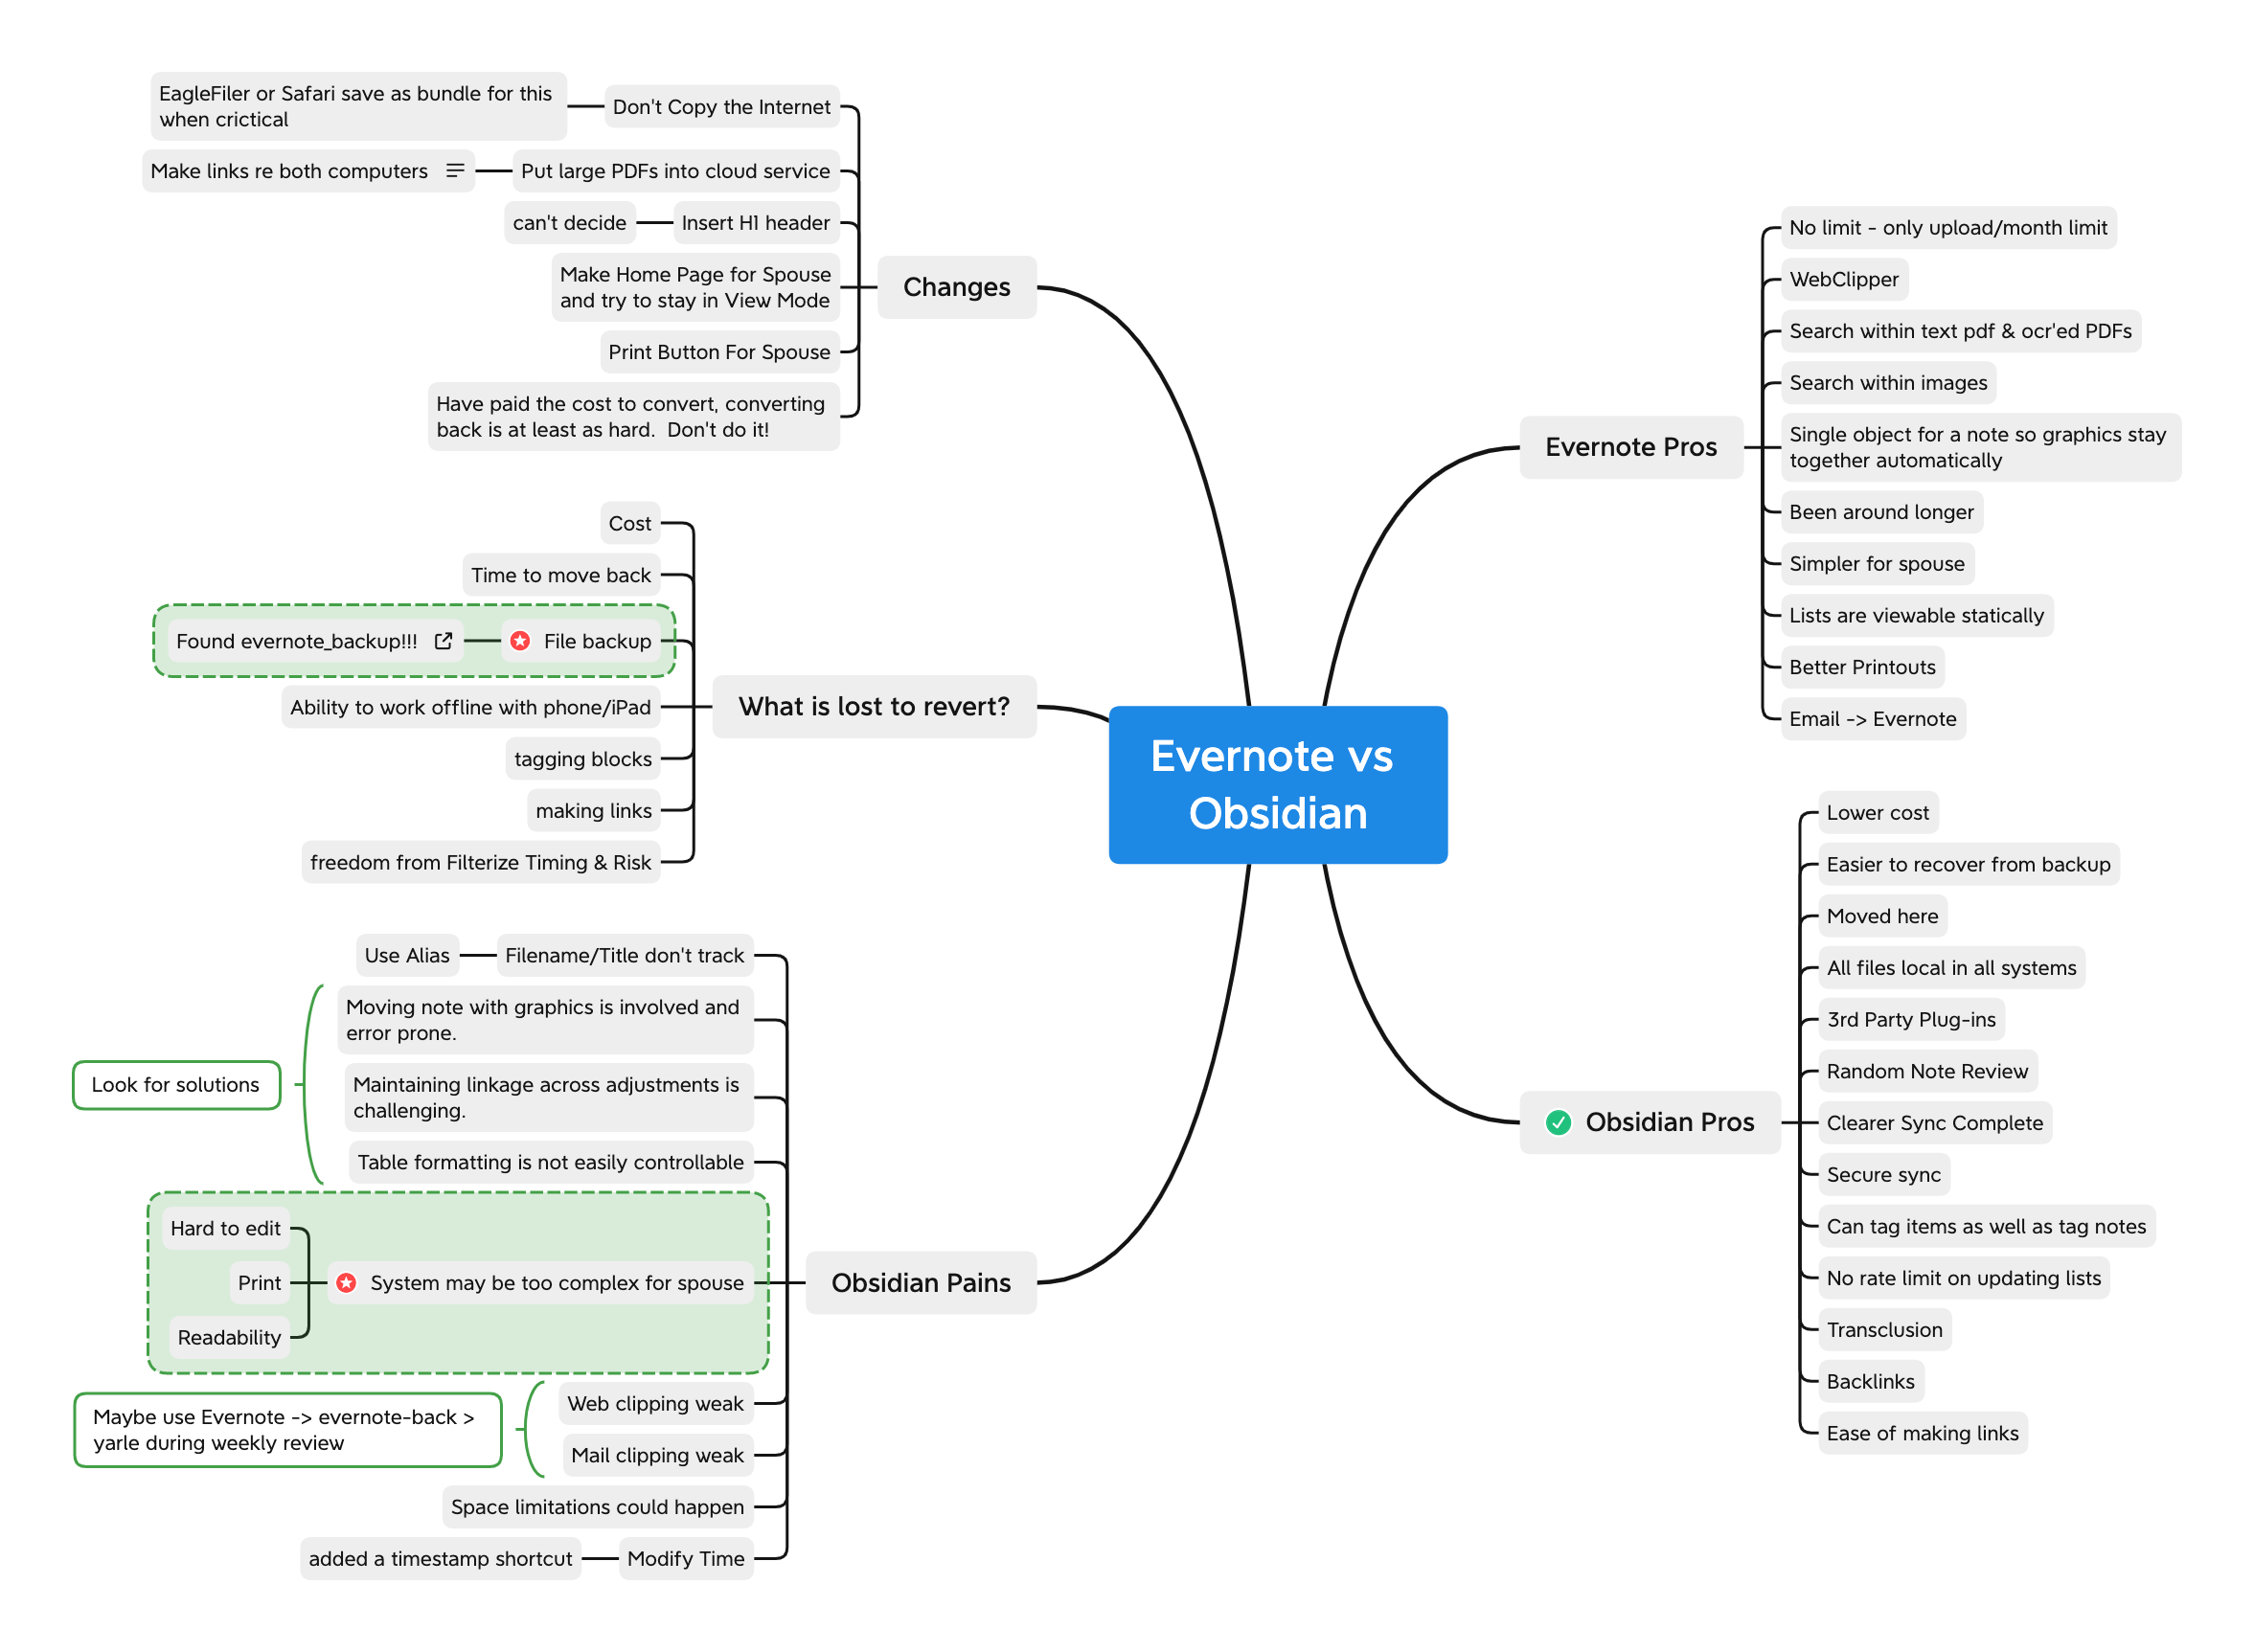 Evernote vs
Obsidian
Evernote Pros
No limit - only upload/month limit
WebClipper
Search within text pdf & ocr'ed PDFs
Search within images
Single object for a note so graphics stay
together automatically
Been around longer
Simpler for spouse
Lists are viewable statically
Better Printouts
Email -> Evernote
Obsidian Pros
Lower cost
Easier to recover from backup
Moved here
All files local in all systems
3rd Party Plug-ins
Random Note Review
Clearer Sync Complete
Secure sync
Can tag items as well as tag notes
No rate limit on updating lists
Transclusion
Backlinks
Ease of making links
Changes
Don't Copy the Internet
EagleFiler or Safari save as bundle for this
when crictical
Put large PDFs into cloud service
Make links re both computers
Insert H1 header
can't decide
Make Home Page for Spouse
and try to stay in View Mode
Print Button For Spouse
Have paid the cost to convert, converting
back is at least as hard.  Don't do it!
What is lost to revert?
Cost
Time to move back
File backup
Found evernote_backup!!!
Ability to work offline with phone/iPad
tagging blocks
making links
freedom from Filterize Timing & Risk
Obsidian Pains
Filename/Title don't track
Use Alias
Moving note with graphics is involved and
error prone.
Maintaining linkage across adjustments is
challenging.
Table formatting is not easily controllable
Look for solutions
System may be too complex for spouse
Hard to edit
Print
Readability
Web clipping weak
Mail clipping weak
Maybe use Evernote -> evernote-back >
yarle during weekly review
Space limitations could happen
Modify Time
added a timestamp shortcut